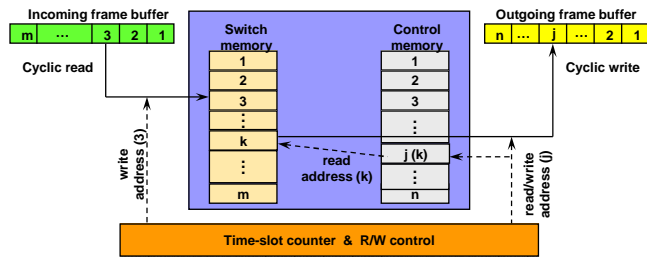 Incoming frame buffer
m ... 3 2 1
Cyclic read
Switch
memory
1
2
3
⋮
k
⋮
m
Control
memory
1
2
3
⋮
j (k)
⋮
n
Outgoing frame buffer
n ... j ... 2 1
Cyclic write
write
address (3)
read
address (k)
read/write
address (j)
Time-slot counter & R/W control